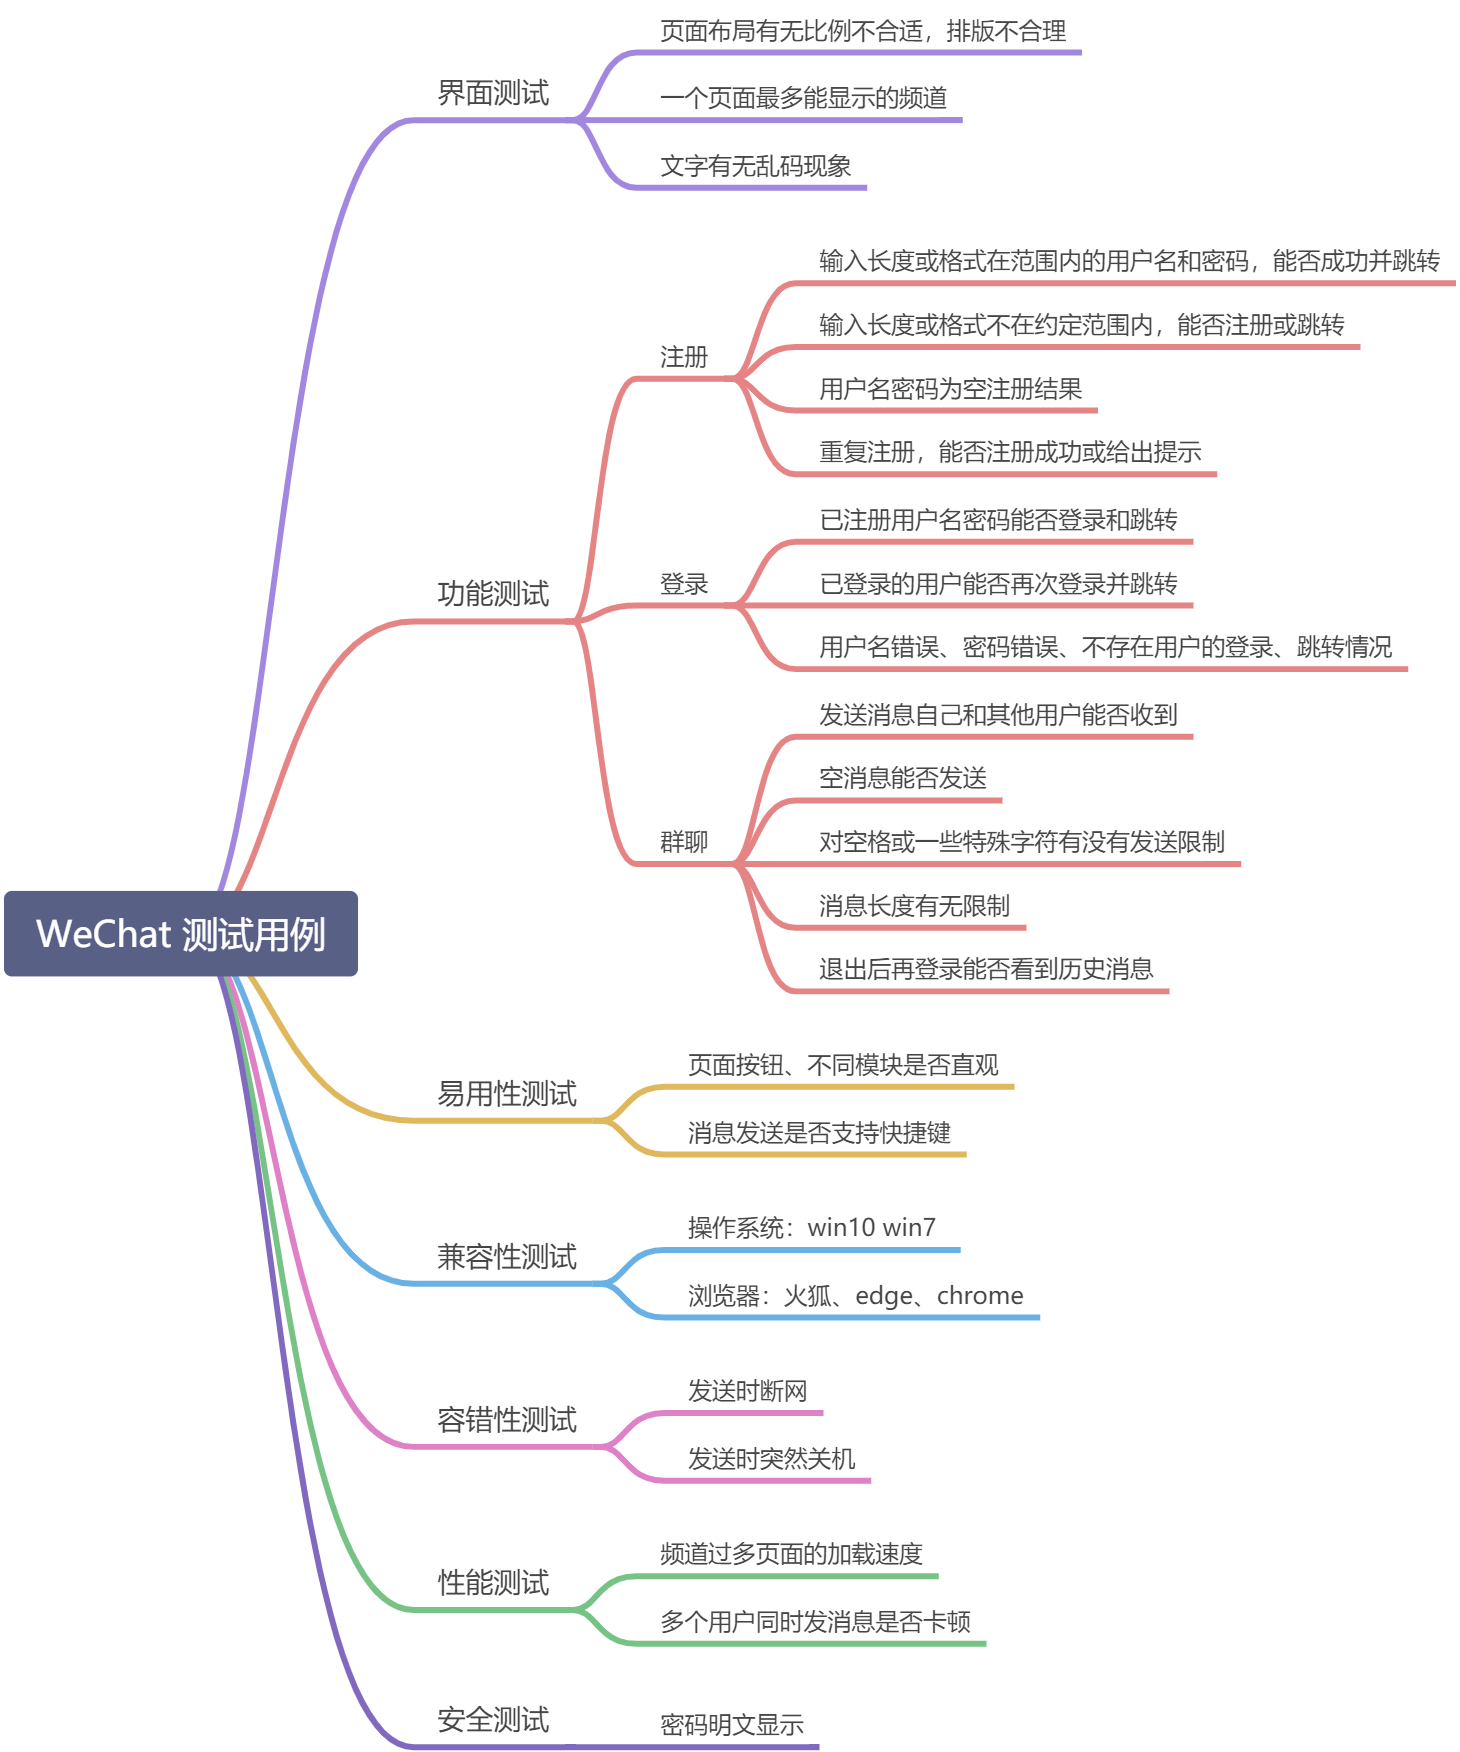 页面布局有无比例不合适，排版不合理
界面测试
一个页面最多能显示的频道
文字有无乱码现象
输入长度或格式在范围内的用户名和密码，能否成功并跳转
输入长度或格式不在约定范围内，能否注册或跳转
注册
用户名密码为空注册结果
重复注册，能否注册成功或给出提示
已注册用户名密码能否登录和跳转
功能测试
登录
已登录的用户能否再次登录并跳转
用户名错误、密码错误、不存在用户的登录、跳转情况
发送消息自己和其他用户能否收到
空消息能否发送
群聊
对空格或一些特殊字符有没有发送限制
消息长度有无限制
退出后再登录能否看到历史消息
WeChat 测试用例
页面按钮、不同模块是否直观
易用性测试
消息发送是否支持快捷键
操作系统：win10 win7
兼容性测试
浏览器：火狐、edge、chrome
发送时断网
容错性测试
发送时突然关机
频道过多页面的加载速度
性能测试
多个用户同时发消息是否卡顿
安全测试
密码明文显示